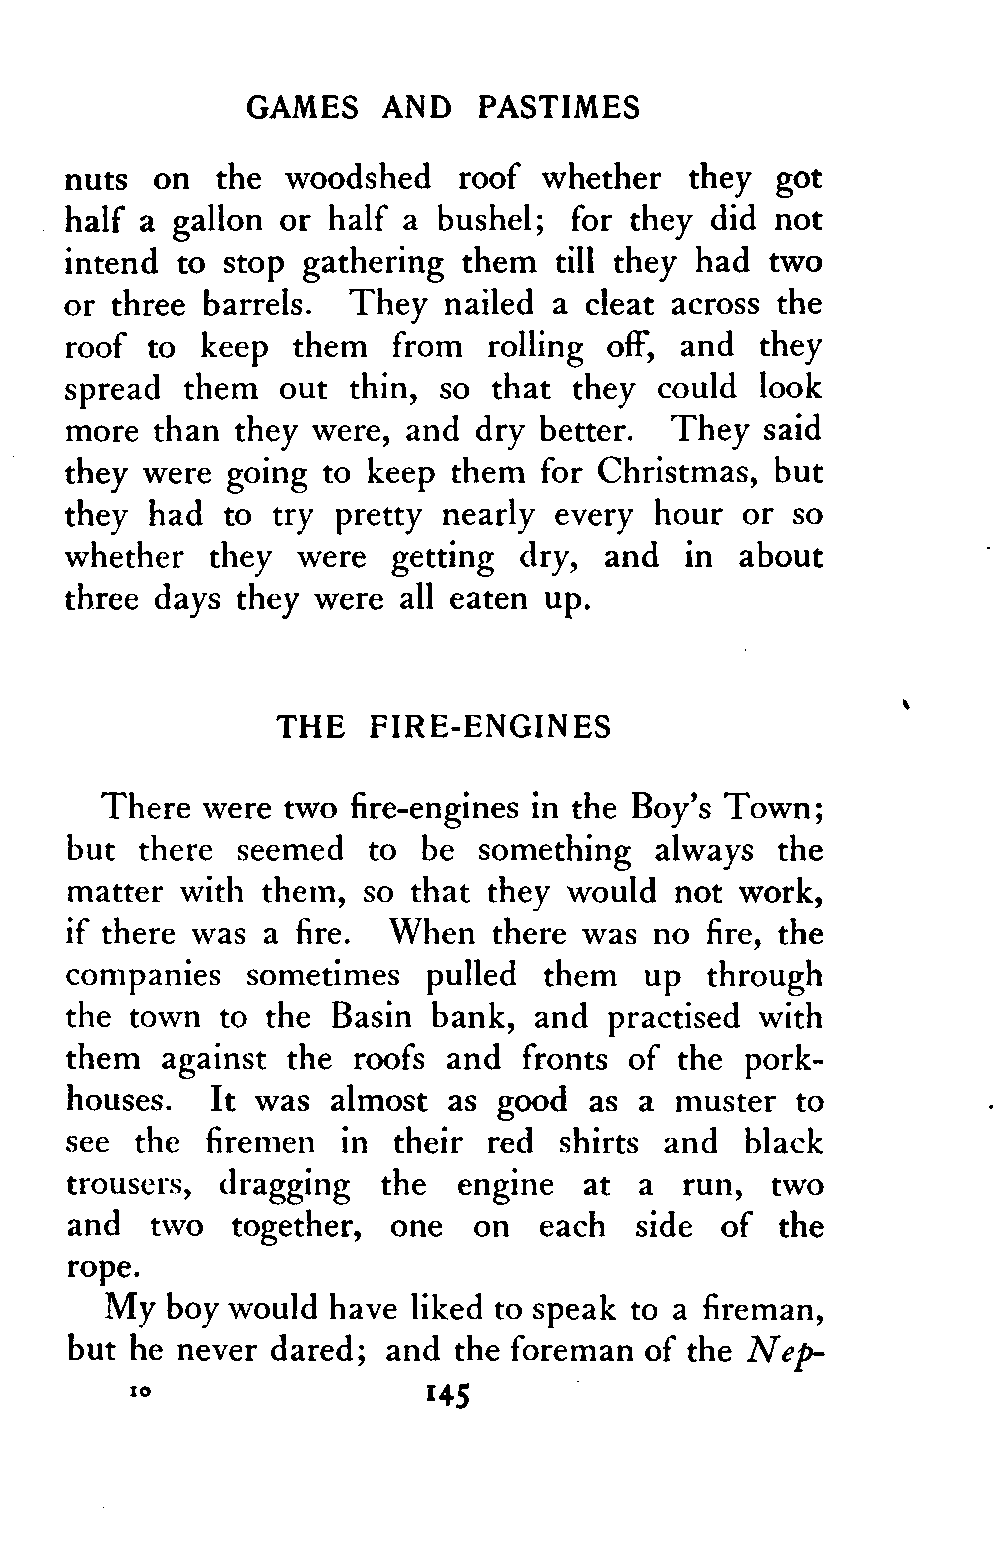 GAMES AND PASTIMES
nuts on the woodshed roof whether they got
half a gallon or half a bushel; for they did not
intend to stop gathering them till they had two
or three barrels. They nailed a cleat across the
roof to keep them from rolling off, and they
spread them out thin, so that they could look
more than they were, and dry better. They said
they were going to keep them for Christmas, but
they had to try pretty nearly every hour or so
whether they were getting dry, and in about
three days they were all eaten up.
THE FIRE-ENGINES
There were two fire-engines in the Boy's Town;
but there seemed to be something always the
matter with them, so that they would not work,
if there was a fire. When there was no fire, the
companies sometimes pulled them up through
the town to the Basin bank, and practised with
them against the roofs and fronts of the pork-
houses. It was almost as good as a muster to
see the firemen in their red shirts and black
trousers, dragging the engine at a run, two
and two together, one on each side of the
rope.
My boy would have liked to speak to a fireman,
but he never dared; and the foreman of the Nep-
10 145